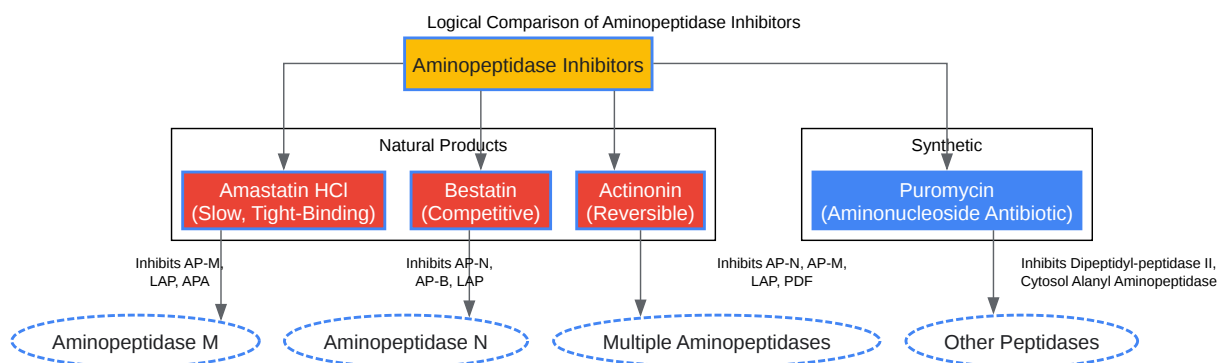 Logical Comparison of Aminopeptidase Inhibitors
Aminopeptidase Inhibitors
Natural Products
Synthetic
Amastatin HCl
(Slow, Tight-Binding)
Bestatin
(Competitive)
Actinonin
(Reversible)
Puromycin
(Aminonucleoside Antibiotic)
Inhibits AP-M,
LAP, APA
Inhibits AP-N,
AP-B, LAP
Inhibits AP-N, AP-M,
LAP, PDF
Inhibits Dipeptidyl-peptidase II,
Cytosol Alanyl Aminopeptidase
Aminopeptidase M
Aminopeptidase N
Multiple Aminopeptidases
Other Peptidases